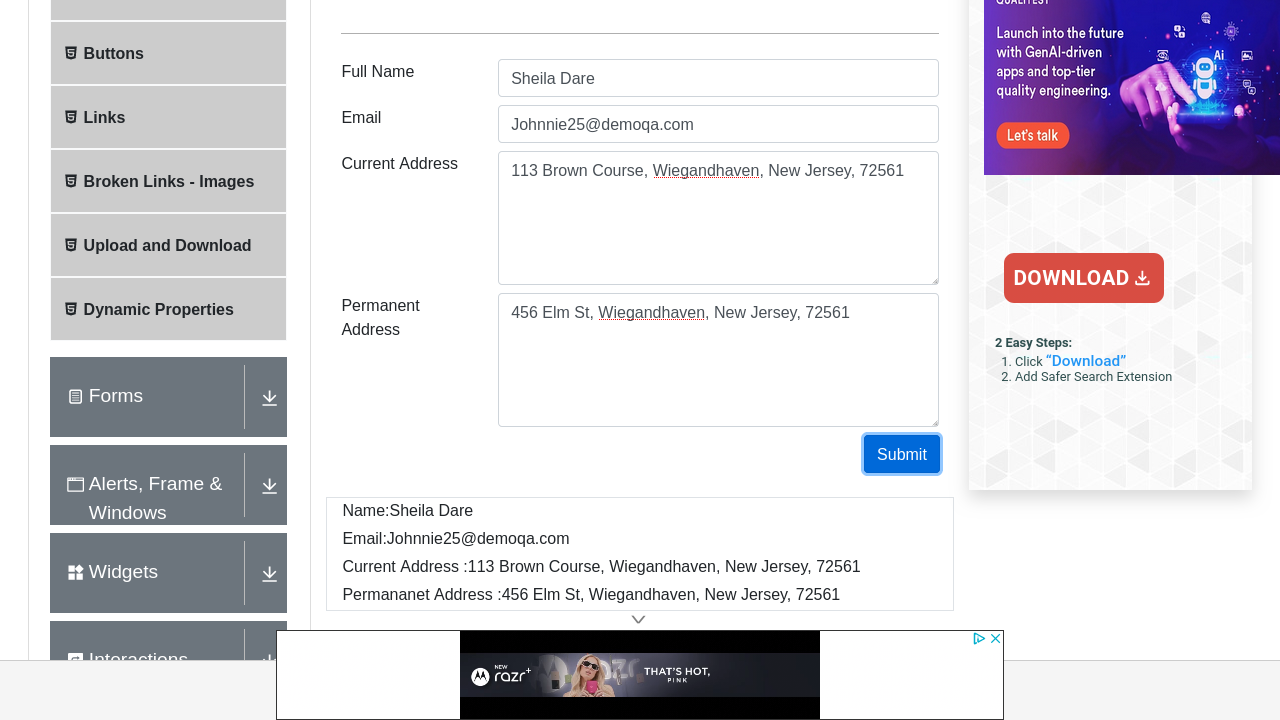 QUALITEST
Launch into the future
with GenAI-driven
apps and top-tier
quality engineering.
Ai
Let's talk
Buttons
Links
Broken Links - Images
Upload and Download
Dynamic Properties
Forms
Alerts, Frame &
Windows
Widgets
Interactions
Full Name
Sheila Dare
Email
Johnnie25@demoqa.com
Current Address
113 Brown Course, Wiegandhaven, New Jersey, 72561
Permanent
Address
456 Elm St, Wiegandhaven, New Jersey, 72561
Submit
Name:Sheila Dare
Email:Johnnie25@demoqa.com
Current Address :113 Brown Course, Wiegandhaven, New Jersey, 72561
Permananet Address :456 Elm St, Wiegandhaven, New Jersey, 72561
DOWNLOAD
2 Easy Steps:
1. Click “Download”
2. Add Safer Search Extension
NEW
razr+
THAT'S HOT,
PINK